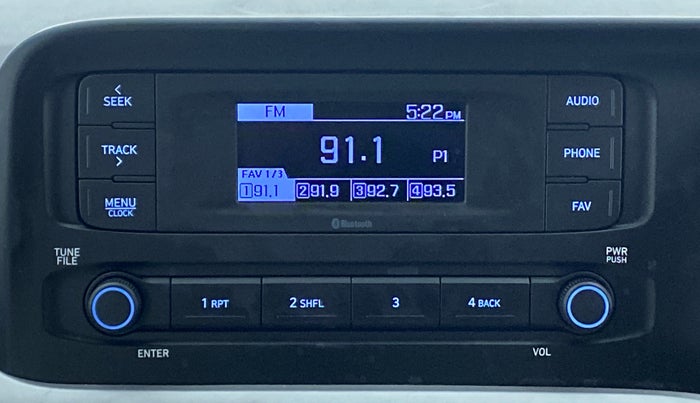 < SEEK
TRACK >
MENU
CLOCK
FM 5:22 PM
91.1 P1
FAV 1/3
1 91.1 2 91.9 3 92.7 4 93.5
Bluetooth
AUDIO
PHONE
FAV
TUNE
FILE
PWR
PUSH
1 RPT 2 SHFL 3 4 BACK
ENTER
VOL